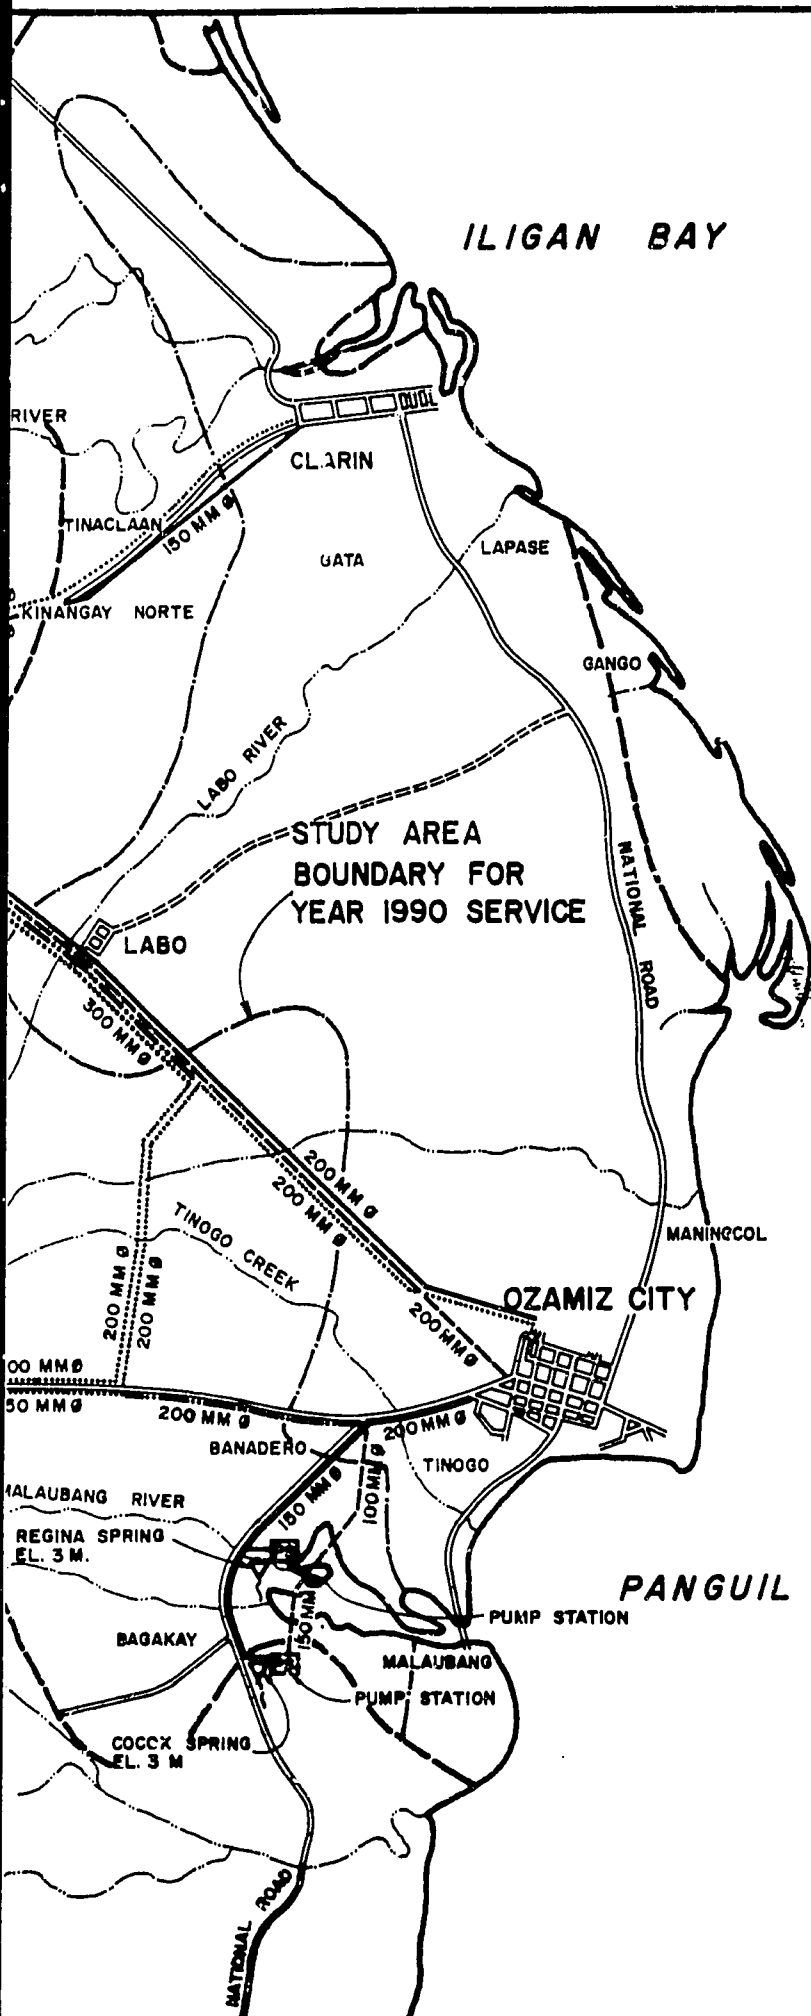 ILIGAN BAY
RIVER
CLARIN
TINACLAAN
150 MM Ø
GATA
LAPASE
KINANGAY NORTE
GANGO
LABO RIVER
STUDY AREA
BOUNDARY FOR
YEAR 1990 SERVICE
NATIONAL ROAD
LABO
300 MM Ø
200 MM Ø
200 MM Ø
TINOGO CREEK
MANINGCOL
200 MM Ø
200 MM Ø
OZAMIZ CITY
200 MM Ø
00 MM Ø
50 MM Ø
200 MM Ø
200 MM Ø
BANADERO
TINOGO
150 MM Ø
100 MM Ø
MALAUBANG RIVER
REGINA SPRING
EL. 3 M.
PANGUIL
PUMP STATION
150 MM
BAGAKAY
MALAUBANG
PUMP STATION
SPRING
EL. 3 M
NATIONAL ROAD